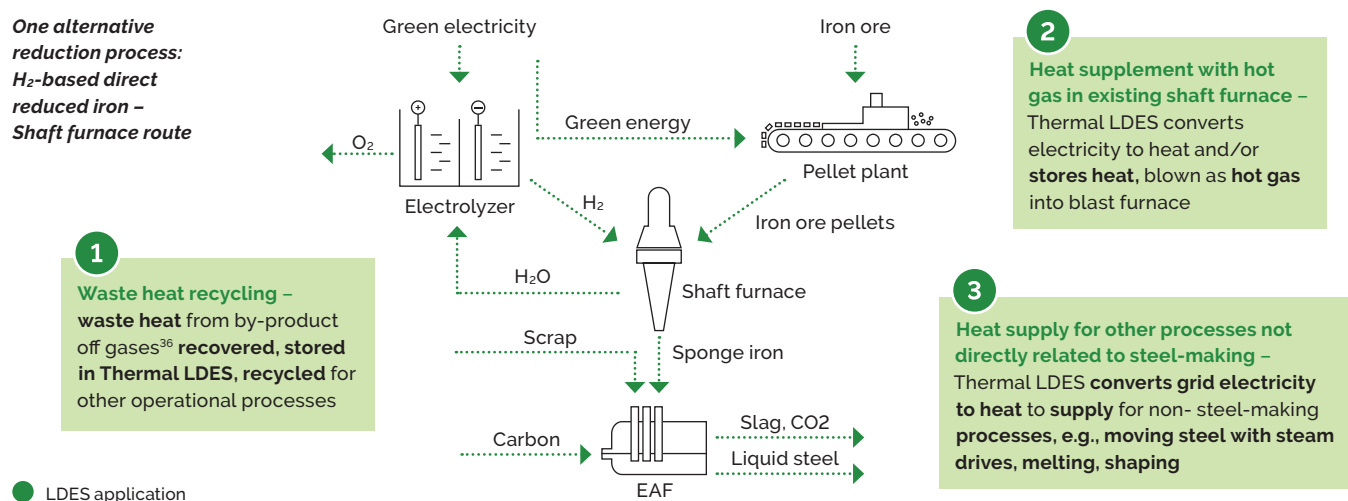 One alternative
reduction process:
H₂-based direct
reduced iron –
Shaft furnace route
Green electricity
Iron ore
O₂
+
−
Electrolyzer
Green energy
Pellet plant
H₂
Iron ore pellets
H₂O
Shaft furnace
Scrap
Sponge iron
Carbon
Slag, CO2
Liquid steel
EAF
1
Waste heat recycling –
waste heat from by-product
off gases³⁶ recovered, stored
in Thermal LDES, recycled for
other operational processes
2
Heat supplement with hot
gas in existing shaft furnace –
Thermal LDES converts
electricity to heat and/or
stores heat, blown as hot gas
into blast furnace
3
Heat supply for other processes not
directly related to steel-making –
Thermal LDES converts grid electricity
to heat to supply for non- steel-making
processes, e.g., moving steel with steam
drives, melting, shaping
LDES application